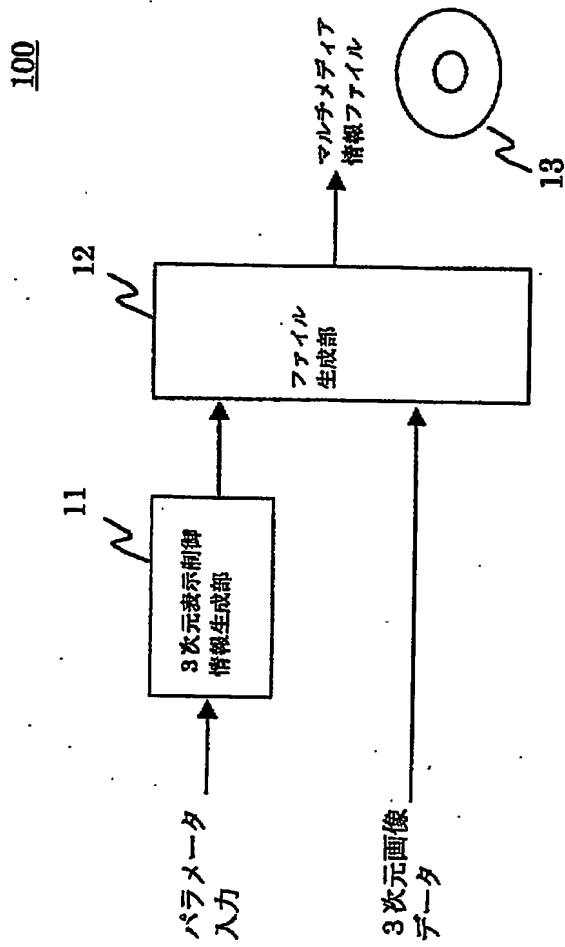 100
パラメータ
入力
11
3次元表示制御
情報生成部
3次元画像
データ
12
ファイル
生成部
マルチメディア
情報ファイル
13